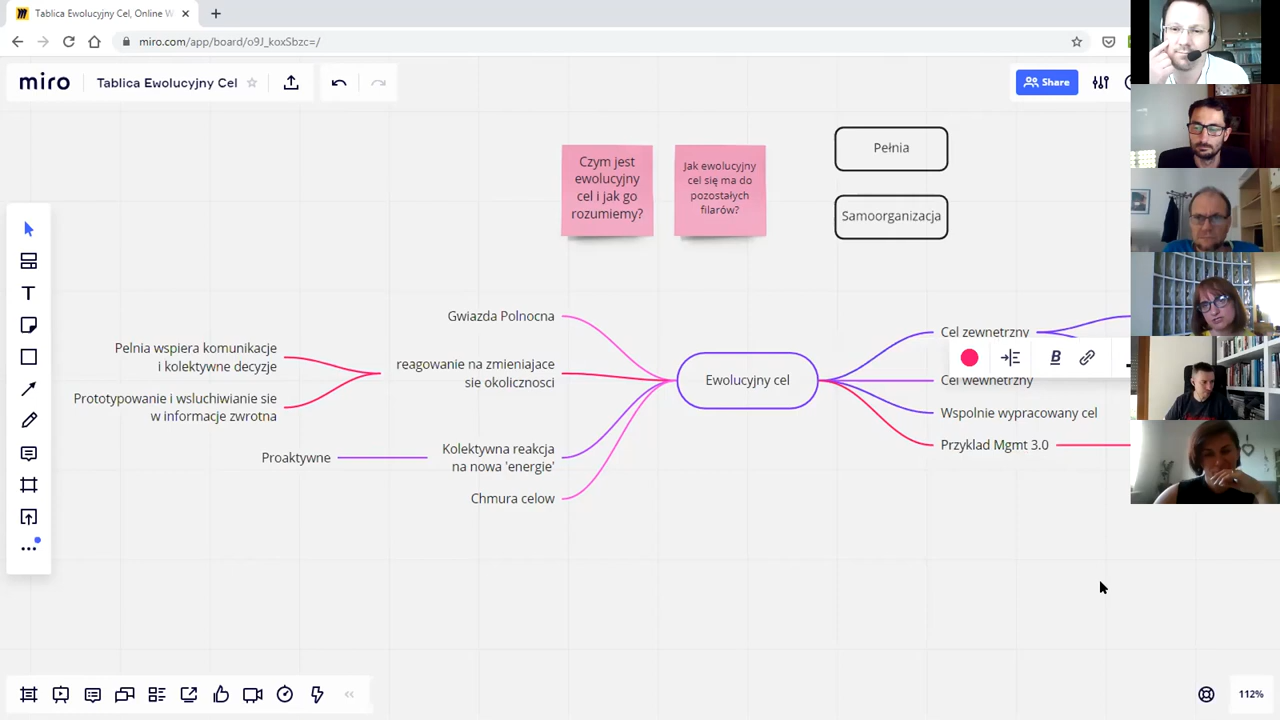 Tablica Ewolucyjny Cel, Online W
miro.com/app/board/o9J_koxSbzc=/
miro
Tablica Ewolucyjny Cel
Share
Czym jest
ewolucyjny
cel i jak go
rozumiemy?
Jak ewolucyjny
cel się ma do
pozostałych
filarów?
Pełnia
Samoorganizacja
Gwiazda Polnocna
Pelnia wspiera komunikacje
i kolektywne decyzje
reagowanie na zmieniajace
sie okolicznosci
Prototypowanie i wsluchiwanie sie
w informacje zwrotna
Kolektywna reakcja
na nowa 'energie'
Proaktywne
Chmura celow
Ewolucyjny cel
Cel zewnetrzny
B
Cel wewnetrzny
Wspolnie wypracowany cel
Przyklad Mgmt 3.0
112%